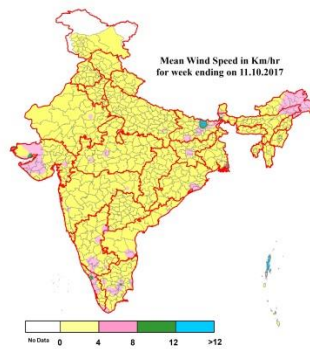 Mean Wind Speed in Km/hr
for week ending on 11.10.2017
No Data 0 4 8 12 >12